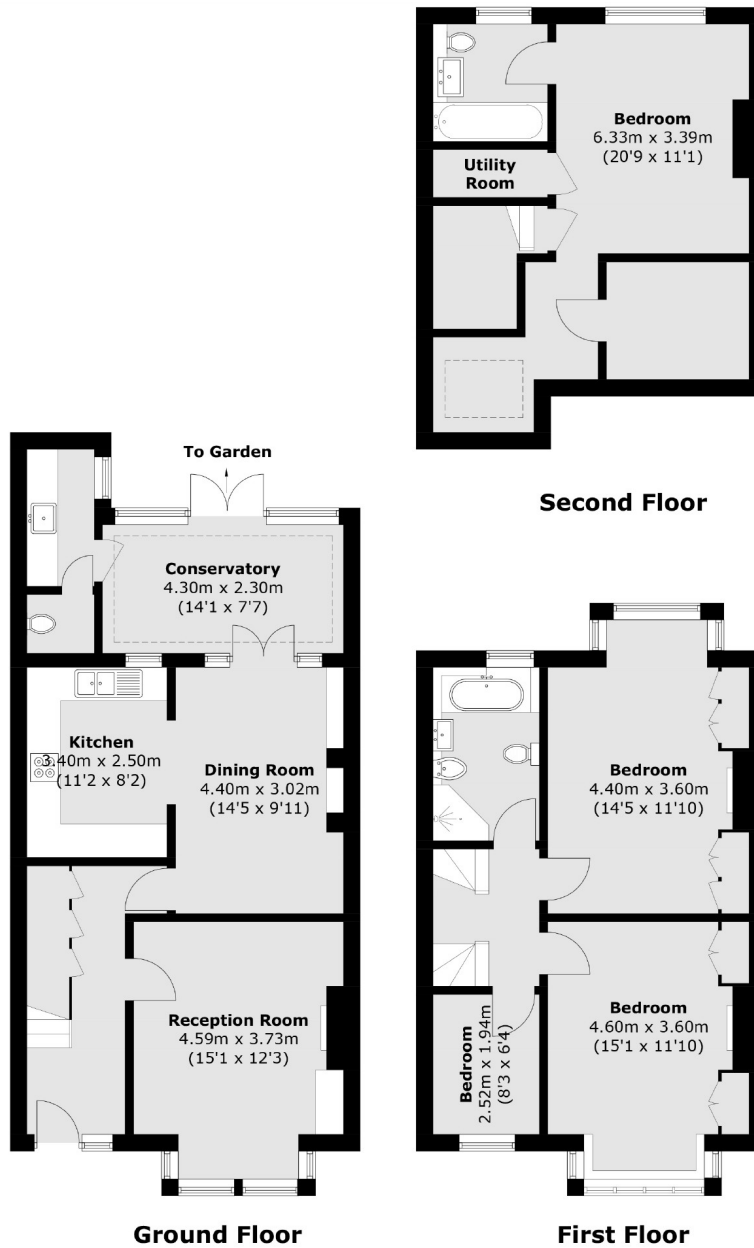 Bedroom
6.33m x 3.39m
(20'9 x 11'1)
Utility
Room
Second Floor
To Garden
Conservatory
4.30m x 2.30m
(14'1 x 7'7)
Kitchen
3.40m x 2.50m
(11'2 x 8'2)
Dining Room
4.40m x 3.02m
(14'5 x 9'11)
Reception Room
4.59m x 3.73m
(15'1 x 12'3)
Ground Floor
Bedroom
4.40m x 3.60m
(14'5 x 11'10)
Bedroom
4.60m x 3.60m
(15'1 x 11'10)
Bedroom
2.52m x 1.94m
(8'3 x 6'4)
First Floor